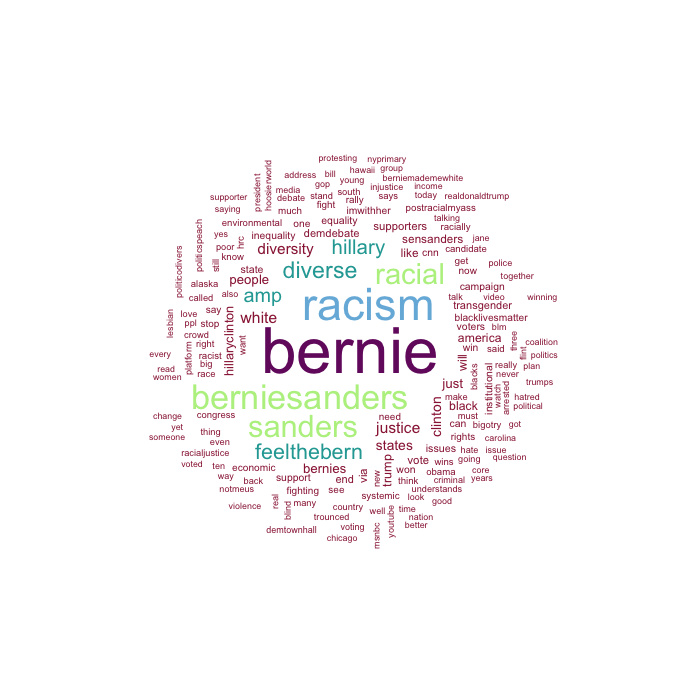 protesting
nyprimary
hawaii
group
address
bill
gop
young
berniemademewhite
president
hoosierworld
media
south
injustice
income
supporter
debate
stand
says
today
realdonaldtrump
saying
much
fight
rally
imwithher
postracialmyass
environmental
one
equality
talking
yes
hrc
inequality
demdebate
supporters
racially
politicspeach
still
poor
know
diversity
hillary
sensanders
jane
like
cnn
candidate
politicodivers
state
diverse
racial
get
now
police
together
alaska
people
called
also
amp
campaign
talk
video
winning
love
say
racism
transgender
lesbian
ppl
stop
white
blacklivesmatter
crowd
voters
blm
hillaryclinton
want
bernie
america
three
coalition
every
platform
racist
win
said
flint
politics
read
big
race
will
really
never
plan
women
just
blacks
trumps
berniesanders
make
institutional
watch
arrested
hatred
change
congress
clinton
black
must
political
yet
thing
sanders
need
justice
can
bigotry
got
someone
even
rights
carolina
racialjustice
feelthebern
states
issues
hate
issue
voted
ten
economic
bernies
via
trump
vote
wins
going
question
way
back
support
end
new
won
obama
core
notmeus
fighting
see
think
criminal
years
systemic
understands
violence
real
blind
many
country
well
look
good
trounced
time
nation
demtownhall
voting
youtube
better
chicago
msnbc
right